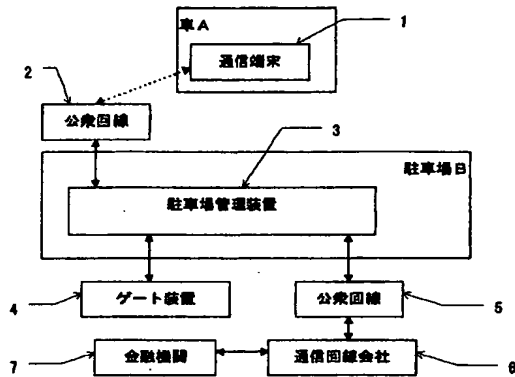 車A
1
通信端末
2
公衆回線
3
駐車場B
駐車場管理装置
4
ゲート装置
公衆回線
5
7
金融機関
通信回線会社
6